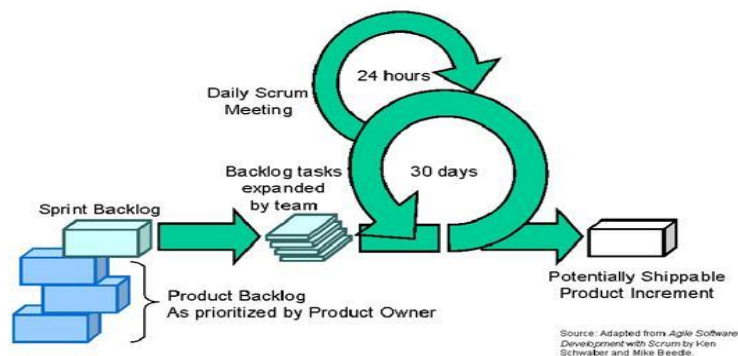 24 hours
Daily Scrum
Meeting
30 days
Backlog tasks
expanded
by team
Sprint Backlog
Product Backlog
As prioritized by Product Owner
Potentially Shippable
Product Increment
Source: Adapted from Agile Software
Development with Scrum by Ken
Schwaber and Mike Beedle.